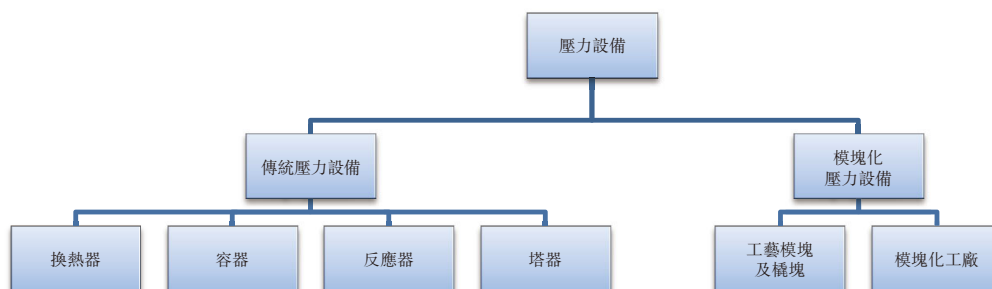 壓力設備
傳統壓力設備
模塊化
壓力設備
換熱器
容器
反應器
塔器
工藝模塊
及橇塊
模塊化工廠